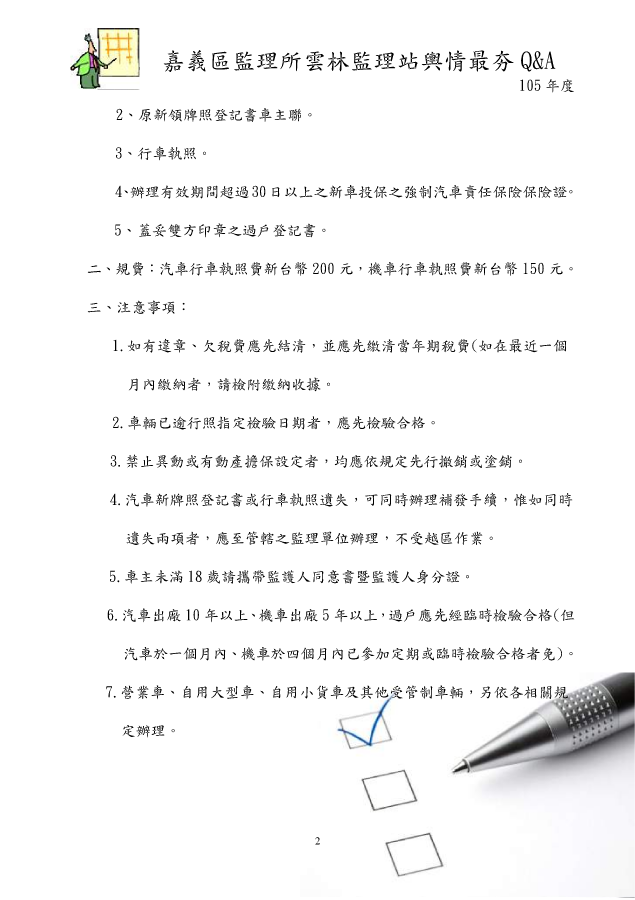 嘉義區監理所雲林監理站輿情最夯 Q&A
105 年度
2、原新領牌照登記書車主聯。
3、行車執照。
4、辦理有效期間超過30日以上之新車投保之強制汽車責任保險保險證。
5、蓋妥雙方印章之過戶登記書。
二、規費：汽車行車執照費新台幣 200 元，機車行車執照費新台幣 150 元。
三、注意事項：
1.如有違章、欠稅費應先結清，並應先繳清當年期稅費(如在最近一個
月內繳納者，請檢附繳納收據。
2.車輛已逾行照指定檢驗日期者，應先檢驗合格。
3.禁止異動或有動產擔保設定者，均應依規定先行撤銷或塗銷。
4.汽車新牌照登記書或行車執照遺失，可同時辦理補發手續，惟如同時
遺失兩項者，應至管轄之監理單位辦理，不受越區作業。
5.車主未滿 18 歲請攜帶監護人同意書暨監護人身分證。
6.汽車出廠 10 年以上、機車出廠 5 年以上，過戶應先經臨時檢驗合格(但
汽車於一個月內、機車於四個月內已參加定期或臨時檢驗合格者免)。
7.營業車、自用大型車、自用小貨車及其他受管制車輛，另依各相關規
定辦理。
2